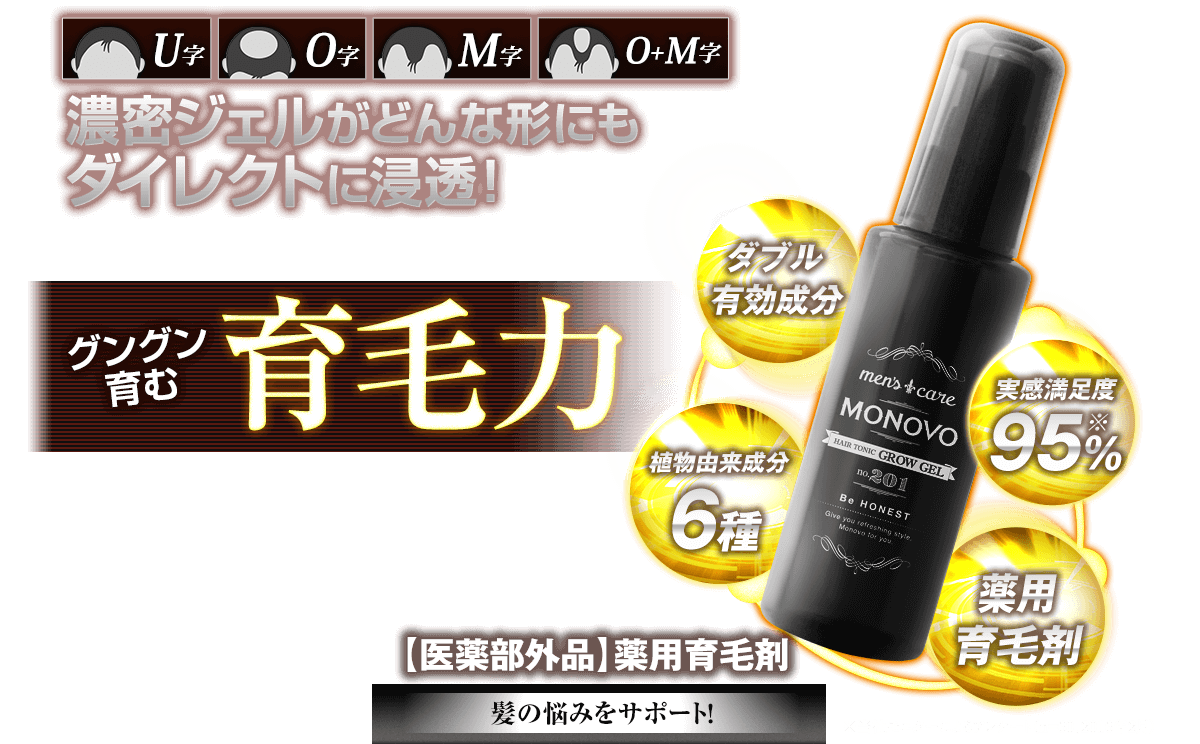 U字
O字
M字
O+M字
濃密ジェルがどんな形にも
ダイレクトに浸透！
グングン
育む
育毛力
ダブル
有効成分
men's care
MONOVO
HAIR TONIC GROW GEL
no.201
Be HONEST
Give you refreshing style.
Monovo for you.
実感満足度
95%※
植物由来成分
6種
薬用
育毛剤
【医薬部外品】薬用育毛剤
髪の悩みをサポート!